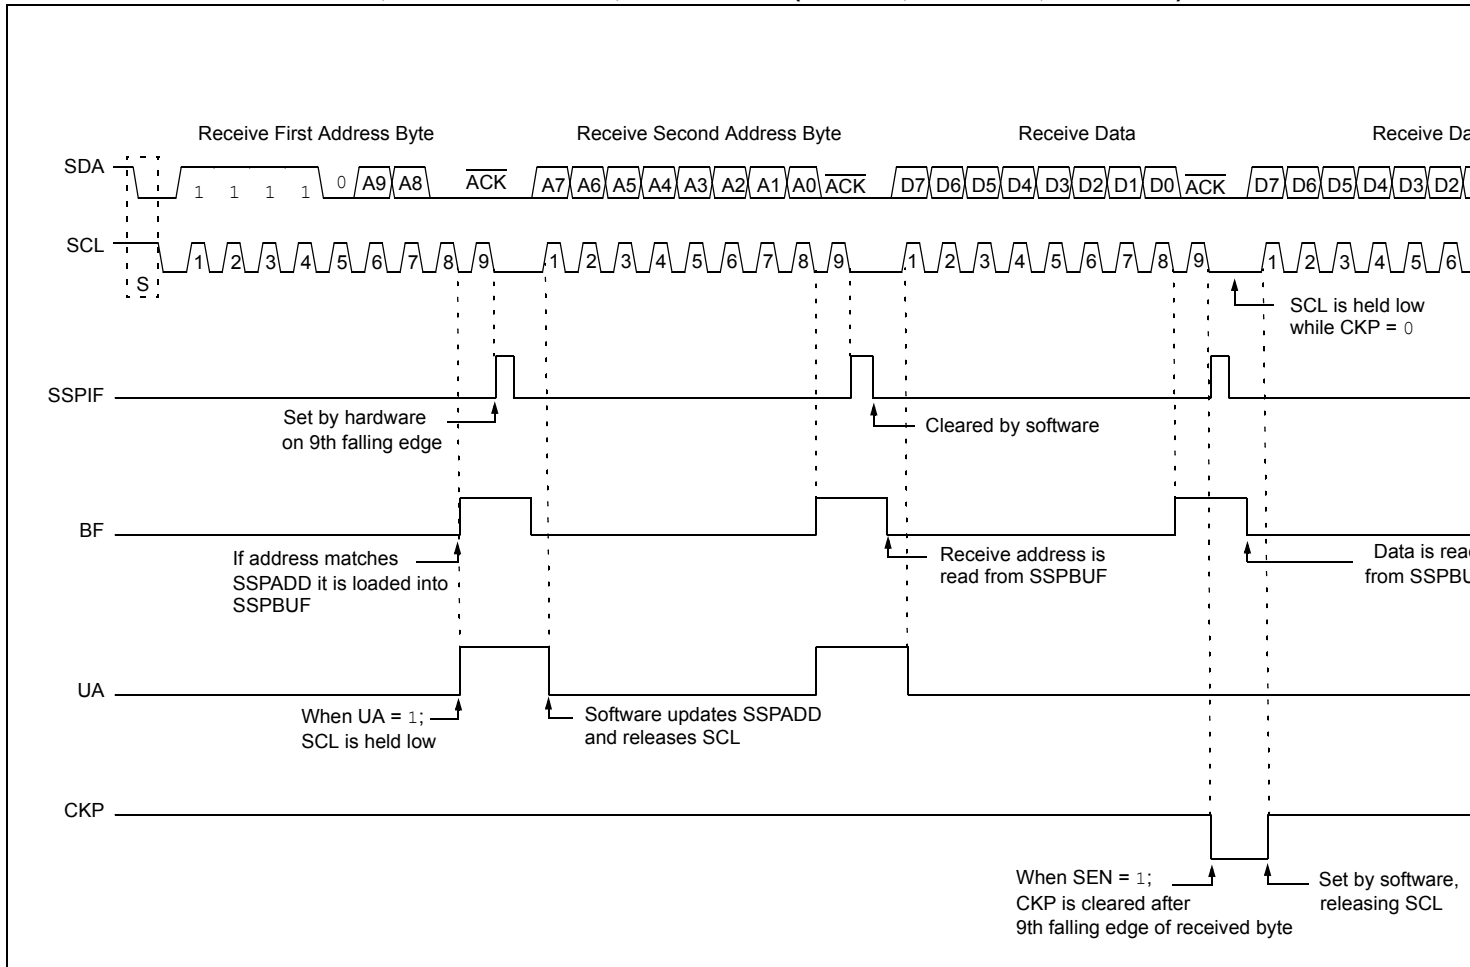 Receive First Address Byte
Receive Second Address Byte
Receive Data
Receive Da
SDA
1 1 1 1 0 A9 A8 ACK A7 A6 A5 A4 A3 A2 A1 A0 ACK D7 D6 D5 D4 D3 D2 D1 D0 ACK D7 D6 D5 D4 D3 D2
SCL
S
1 2 3 4 5 6 7 8 9 1 2 3 4 5 6 7 8 9 1 2 3 4 5 6 7 8 9 1 2 3 4 5 6
SCL is held low
while CKP = 0
SSPIF
Set by hardware
on 9th falling edge
Cleared by software
BF
If address matches
SSPADD it is loaded into
SSPBUF
Receive address is
read from SSPBUF
Data is rea
from SSPBU
UA
When UA = 1;
SCL is held low
Software updates SSPADD
and releases SCL
CKP
When SEN = 1;
CKP is cleared after
9th falling edge of received byte
Set by software,
releasing SCL